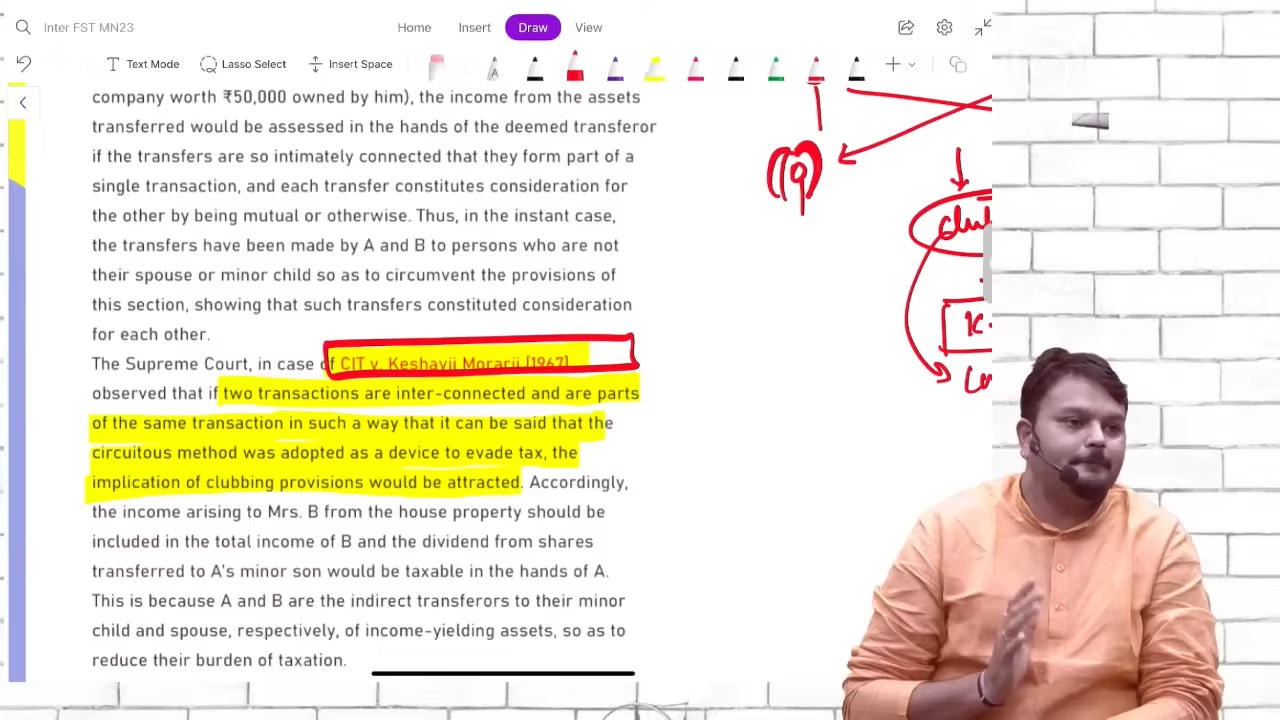 Inter FST MN23
Home Insert Draw View
Text Mode Lasso Select Insert Space
company worth ₹50,000 owned by him), the income from the assets
transferred would be assessed in the hands of the deemed transferor
if the transfers are so intimately connected that they form part of a
single transaction, and each transfer constitutes consideration for
the other by being mutual or otherwise. Thus, in the instant case,
the transfers have been made by A and B to persons who are not
their spouse or minor child so as to circumvent the provisions of
this section, showing that such transfers constituted consideration
for each other.
The Supreme Court, in case of CIT v. Keshavji Morarji [1967]
observed that if two transactions are inter-connected and are parts
of the same transaction in such a way that it can be said that the
circuitous method was adopted as a device to evade tax, the
implication of clubbing provisions would be attracted. Accordingly,
the income arising to Mrs. B from the house property should be
included in the total income of B and the dividend from shares
transferred to A's minor son would be taxable in the hands of A.
This is because A and B are the indirect transferors to their minor
child and spouse, respectively, of income-yielding assets, so as to
reduce their burden of taxation.